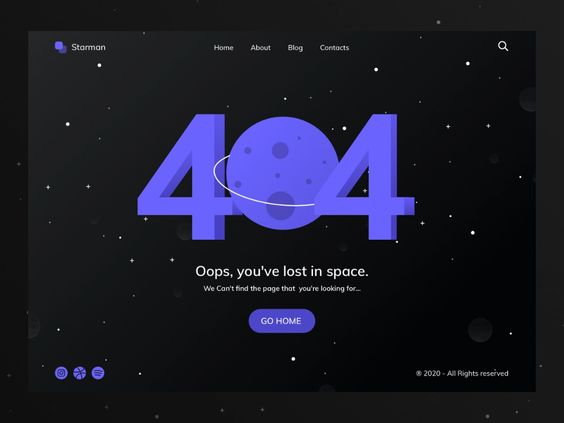 Starman
Home About Blog Contacts
404
Oops, you've lost in space.
We Can't find the page that you're looking for...
GO HOME
® 2020 - All Rights reserved